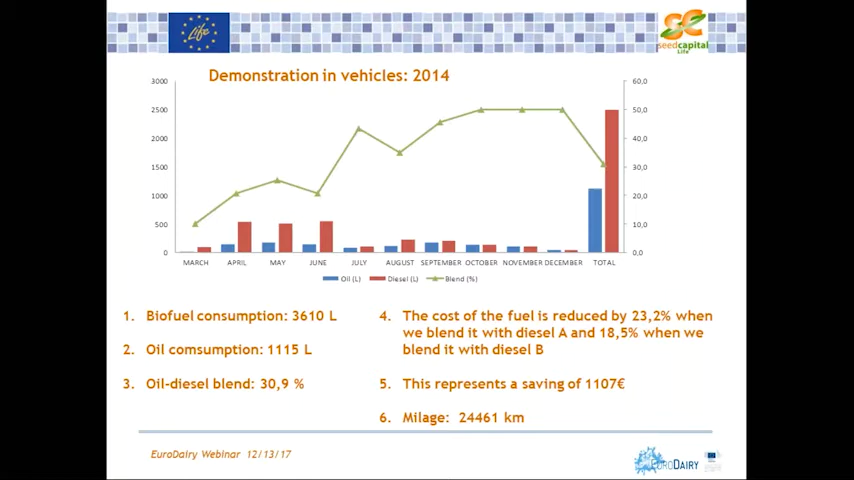 Life
seedcapital
Life
Demonstration in vehicles: 2014
3000
2500
2000
1500
1000
500
0
60,0
50,0
40,0
30,0
20,0
10,0
0,0
MARCH APRIL MAY JUNE JULY AUGUST SEPTEMBER OCTOBER NOVEMBER DECEMBER TOTAL
Oil (L) Diesel (L) Blend (%)
1. Biofuel consumption: 3610 L
2. Oil comsumption: 1115 L
3. Oil-diesel blend: 30,9 %
4. The cost of the fuel is reduced by 23,2% when
we blend it with diesel A and 18,5% when we
blend it with diesel B
5. This represents a saving of 1107€
6. Milage: 24461 km
EuroDairy Webinar 12/13/17
EURODAIRY